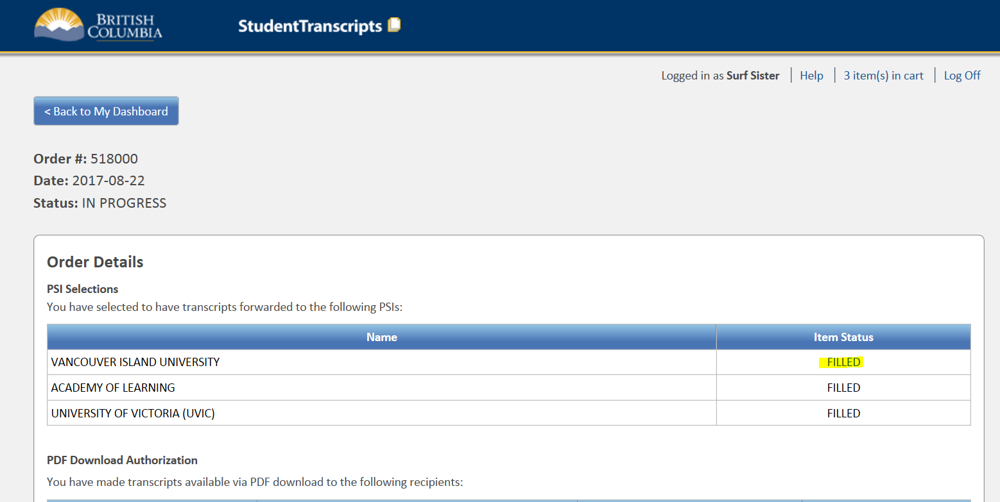 BRITISH
COLUMBIA
StudentTranscripts
Logged in as Surf Sister | Help | 3 item(s) in cart | Log Off
< Back to My Dashboard
Order #: 518000
Date: 2017-08-22
Status: IN PROGRESS
Order Details
PSI Selections
You have selected to have transcripts forwarded to the following PSIs:
Name Item Status
VANCOUVER ISLAND UNIVERSITY FILLED
ACADEMY OF LEARNING FILLED
UNIVERSITY OF VICTORIA (UVIC) FILLED
PDF Download Authorization
You have made transcripts available via PDF download to the following recipients: